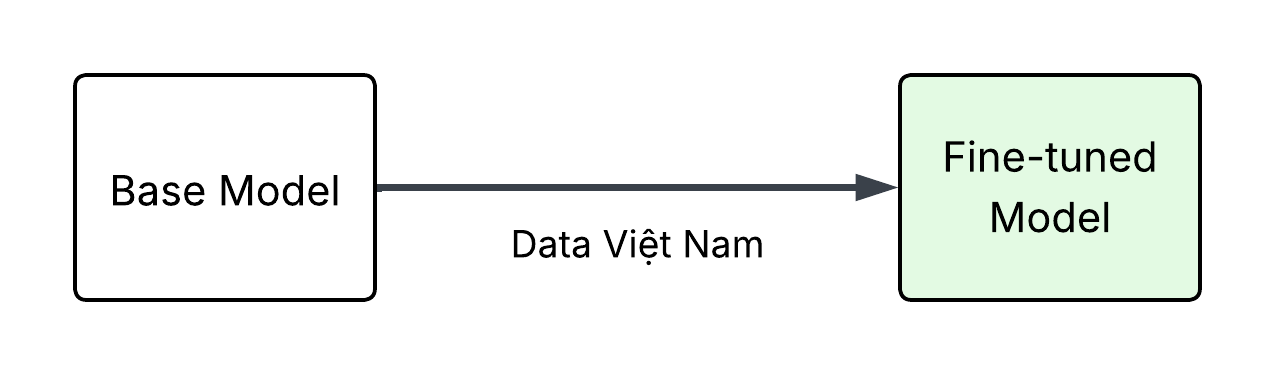 Base Model
Data Việt Nam
Fine-tuned
Model